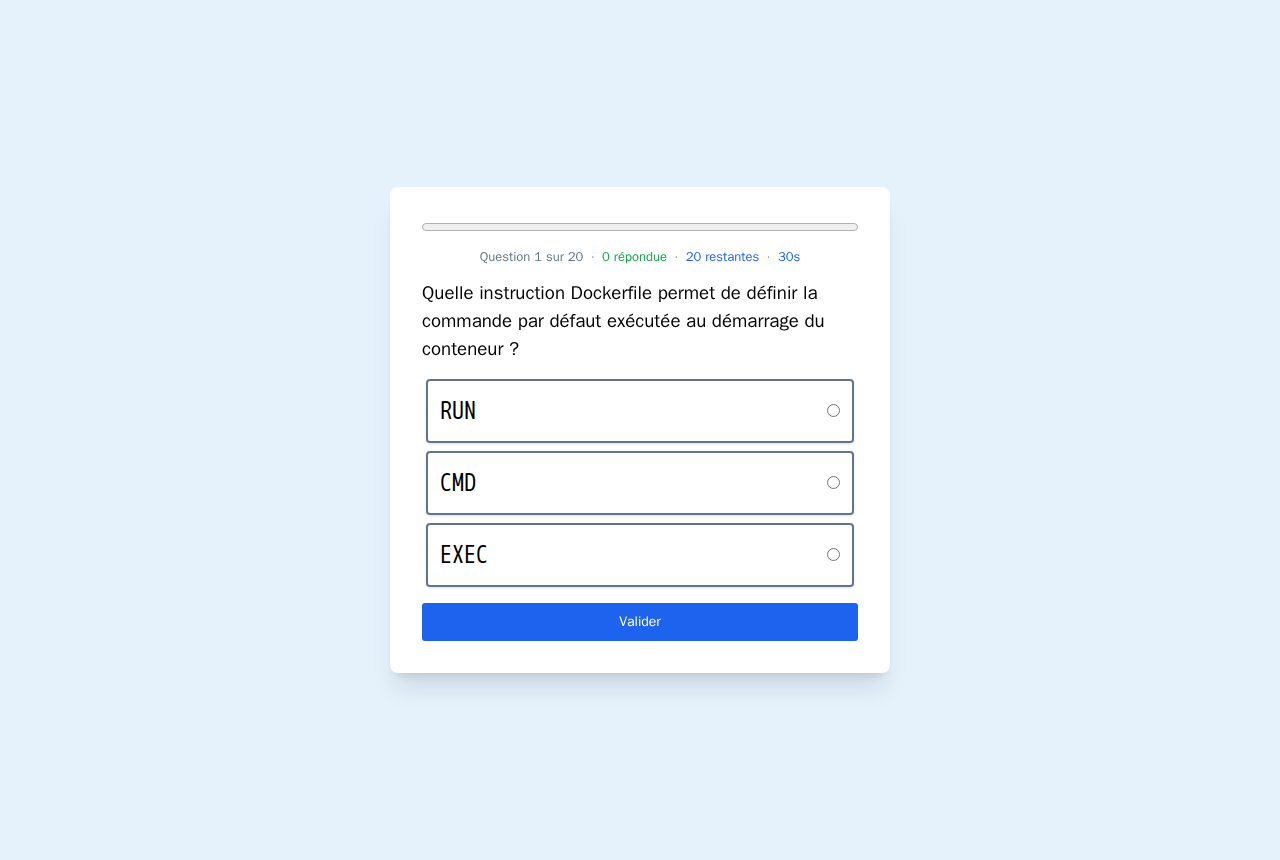 Question 1 sur 20 · 0 répondue · 20 restantes · 30s
Quelle instruction Dockerfile permet de définir la
commande par défaut exécutée au démarrage du
conteneur ?
RUN
CMD
EXEC
Valider